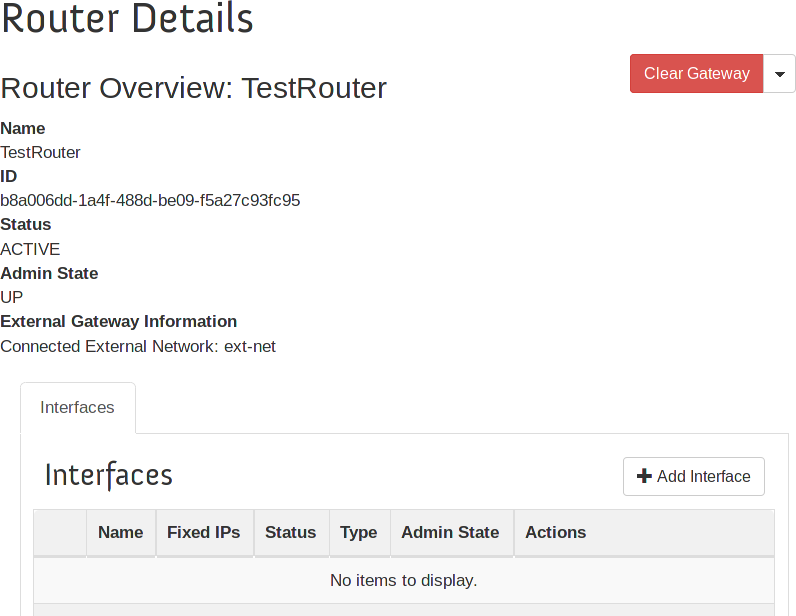 Router Details
Clear Gateway
Router Overview: TestRouter
Name
TestRouter
ID
b8a006dd-1a4f-488d-be09-f5a27c93fc95
Status
ACTIVE
Admin State
UP
External Gateway Information
Connected External Network: ext-net
Interfaces
Interfaces
Add Interface
Name Fixed IPs Status Type Admin State Actions
No items to display.